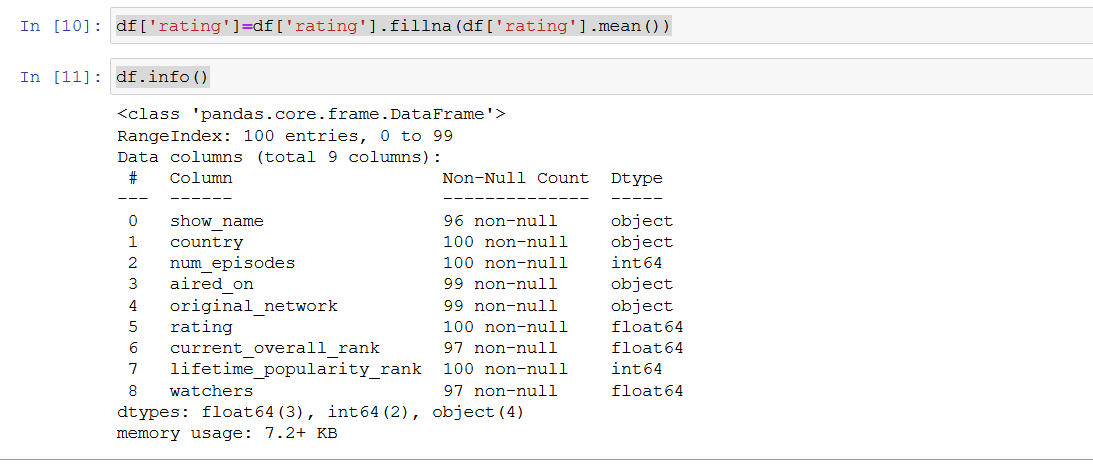 In [10]: df['rating']=df['rating'].fillna(df['rating'].mean())
In [11]: df.info()
<class 'pandas.core.frame.DataFrame'>
RangeIndex: 100 entries, 0 to 99
Data columns (total 9 columns):
 #   Column                    Non-Null Count  Dtype
---  ------                    --------------  -----
 0   show_name                 96 non-null     object
 1   country                   100 non-null    object
 2   num_episodes              100 non-null    int64
 3   aired_on                  99 non-null     object
 4   original_network          99 non-null     object
 5   rating                    100 non-null    float64
 6   current_overall_rank      97 non-null     float64
 7   lifetime_popularity_rank  100 non-null    int64
 8   watchers                  97 non-null     float64
dtypes: float64(3), int64(2), object(4)
memory usage: 7.2+ KB